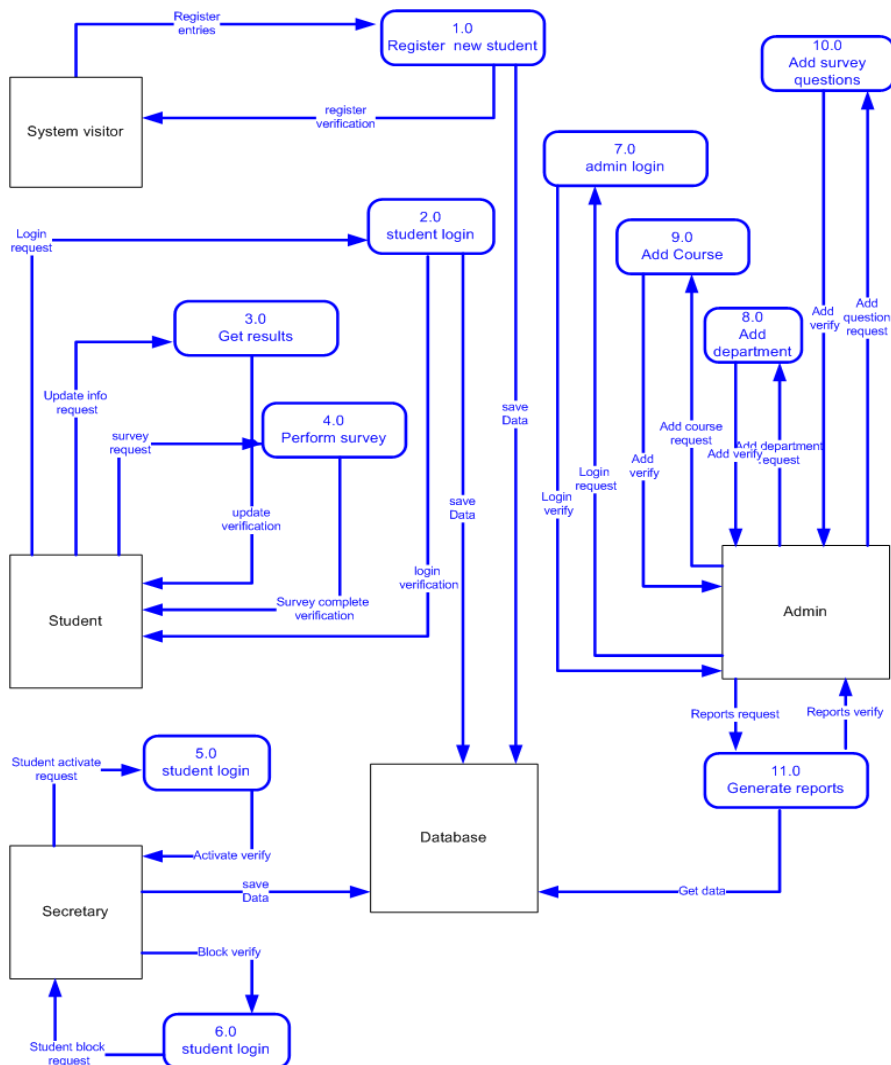 Register
entries
1.0
Register new student
register
verification
System visitor
10.0
Add survey
questions
7.0
admin login
Login
request
2.0
student login
9.0
Add Course
3.0
Get results
8.0
Add
department
Add
verify
Add
question
request
Update info
request
survey
request
4.0
Perform survey
save
Data
Add course
request
Add verify
Add department
request
Add
verify
Login
request
Login
verify
save
Data
update
verification
login
verification
Survey complete
verification
Student
Admin
Reports request
Reports verify
5.0
student login
Student activate
request
11.0
Generate reports
Database
Activate verify
save
Data
Get data
Secretary
Block verify
6.0
student login
Student block
request